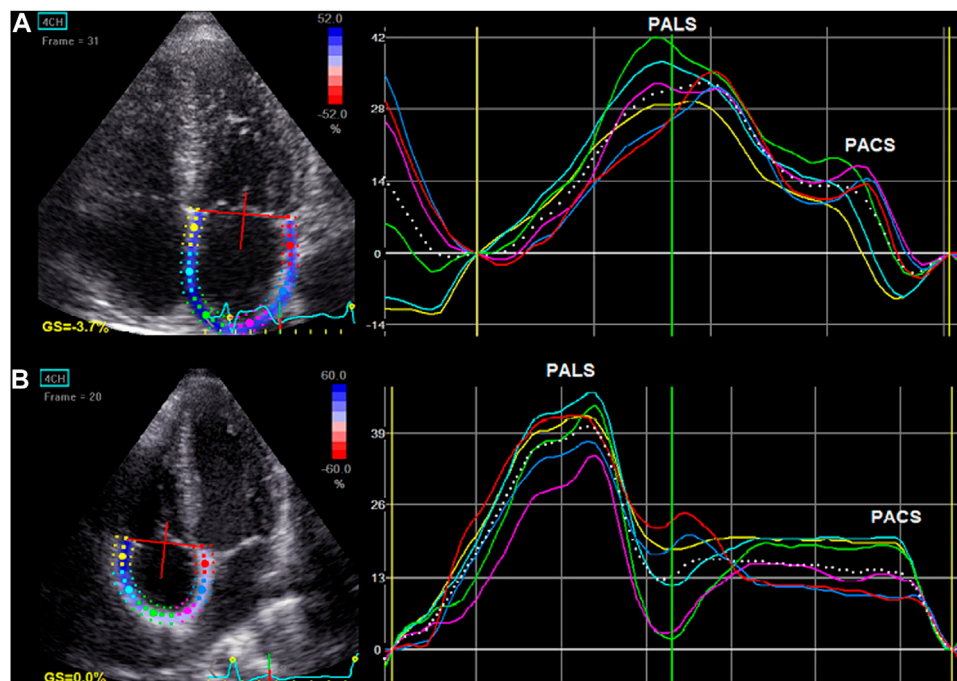 A
4CH
Frame = 31
52.0
-52.0
%
GS=-3.7%
PALS
PACS
42
28
14
0
-14
B
4CH
Frame = 20
60.0
-60.0
%
GS=0.0%
PALS
PACS
39
26
13
0